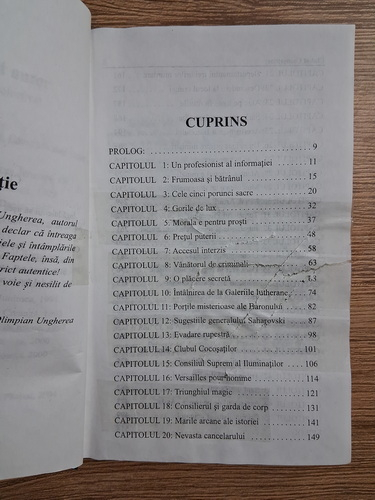 ție
Ungherea, autorul
declar că întreaga
iele și întâmplările
Faptele, însă, din
rict autentice!
voie și nesilit de
limpian Ungherea
CUPRINS
PROLOG: 9
CAPITOLUL 1: Un profesionist al informației 11
CAPITOLUL 2: Frumoasa și bătrânul 15
CAPITOLUL 3: Cele cinci porunci sacre 20
CAPITOLUL 4: Gorile de lux 32
CAPITOLUL 5: Morala e pentru proști 37
CAPITOLUL 6: Prețul puterii 48
CAPITOLUL 7: Accesul interzis 58
CAPITOLUL 8: Vânătorul de criminali 63
CAPITOLUL 9: O plăcere secretă
CAPITOLUL 10: Întâlnirea de la Galeriile lutherane 74
CAPITOLUL 11: Porțile misterioase ale Baronului 82
CAPITOLUL 12: Sugestiile generalului Sahanovski 87
CAPITOLUL 13: Evadare rupestră 98
CAPITOLUL 14: Clubul Cocoșaților 101
CAPITOLUL 15: Consiliul Suprem al Iluminaților 106
CAPITOLUL 16: Versailles pour homme 114
CAPITOLUL 17: Triunghiul magic 121
CAPITOLUL 18: Consilierul și garda de corp 131
CAPITOLUL 19: Marile arcane ale istoriei 141
CAPITOLUL 20: Nevasta cancelarului 149